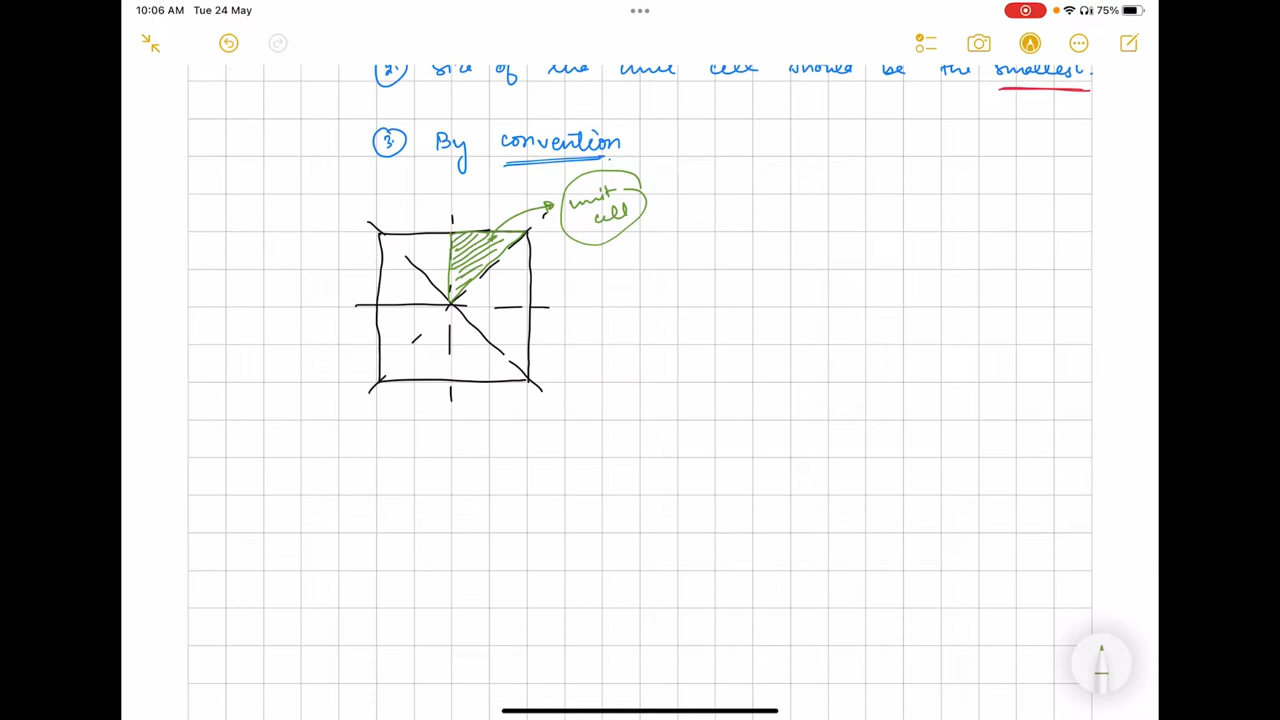 10:06 AM Tue 24 May
75%
2. Size of the unit cell should be the smallest.
3. By convention
unit
cell